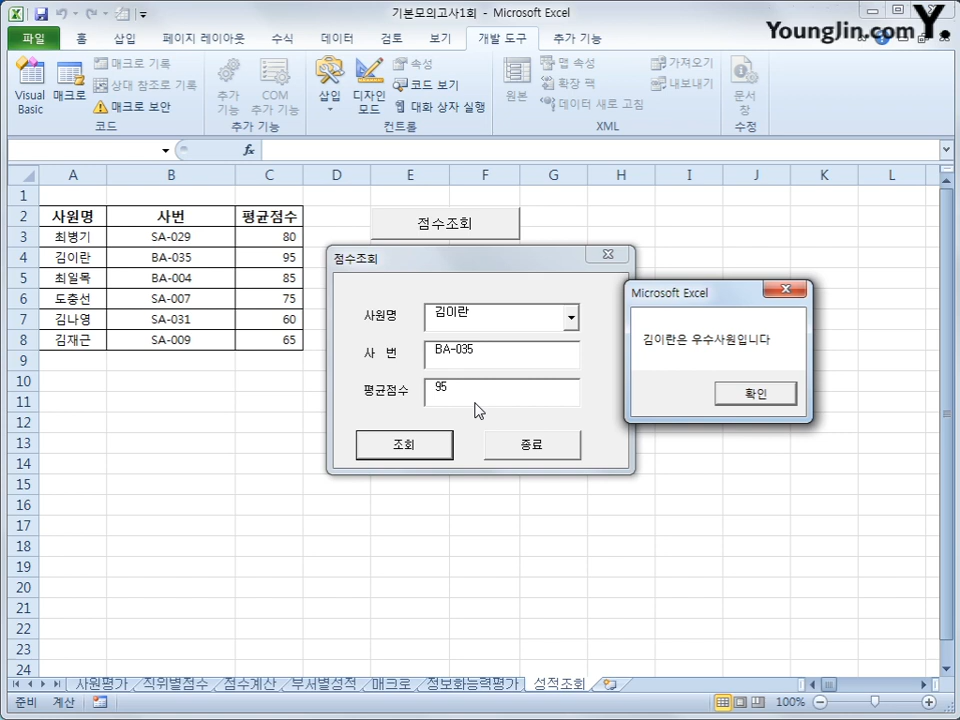 기본모의고사1회 - Microsoft Excel
Younglin.com Y.
파일 홈 삽입 페이지 레이아웃 수식 데이터 검토 보기 개발 도구 추가 기능
Visual Basic
매크로
매크로 기록
상대 참조로 기록
매크로 보안
코드
추가 기능
COM 추가 기능
추가 기능
삽입
디자인 모드
속성
코드 보기
대화 상자 실행
컨트롤
원본
맵 속성
확장 팩
데이터 새로 고침
가져오기
내보내기
XML
문서 창
수정
fx
A B C D E F G H I J K L
1
2 사원명 사번 평균점수 점수조회
3 최병기 SA-029 80
4 김이란 BA-035 95
5 최일목 BA-004 85
6 도충선 SA-007 75
7 김나영 SA-031 60
8 김재근 SA-009 65
9
10
11
12
13
14
15
16
17
18
19
20
21
22
23
24
점수조회
사원명 김이란
사 번 BA-035
평균점수 95
조회 종료
Microsoft Excel
김이란은 우수사원입니다
확인
사원평가 직위별점수 점수계산 부서별성적 매크로 정보화능력평가 성적조회
준비 계산 100%